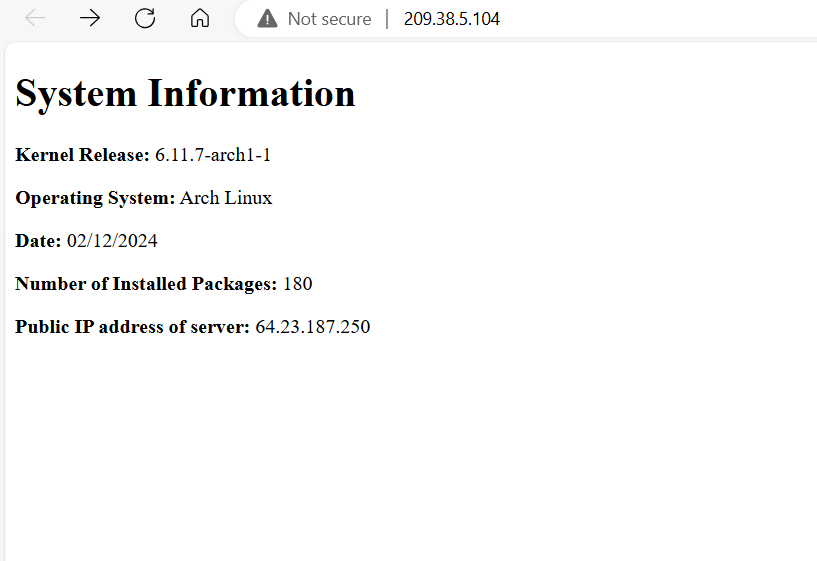 Not secure | 209.38.5.104
System Information
Kernel Release: 6.11.7-arch1-1
Operating System: Arch Linux
Date: 02/12/2024
Number of Installed Packages: 180
Public IP address of server: 64.23.187.250